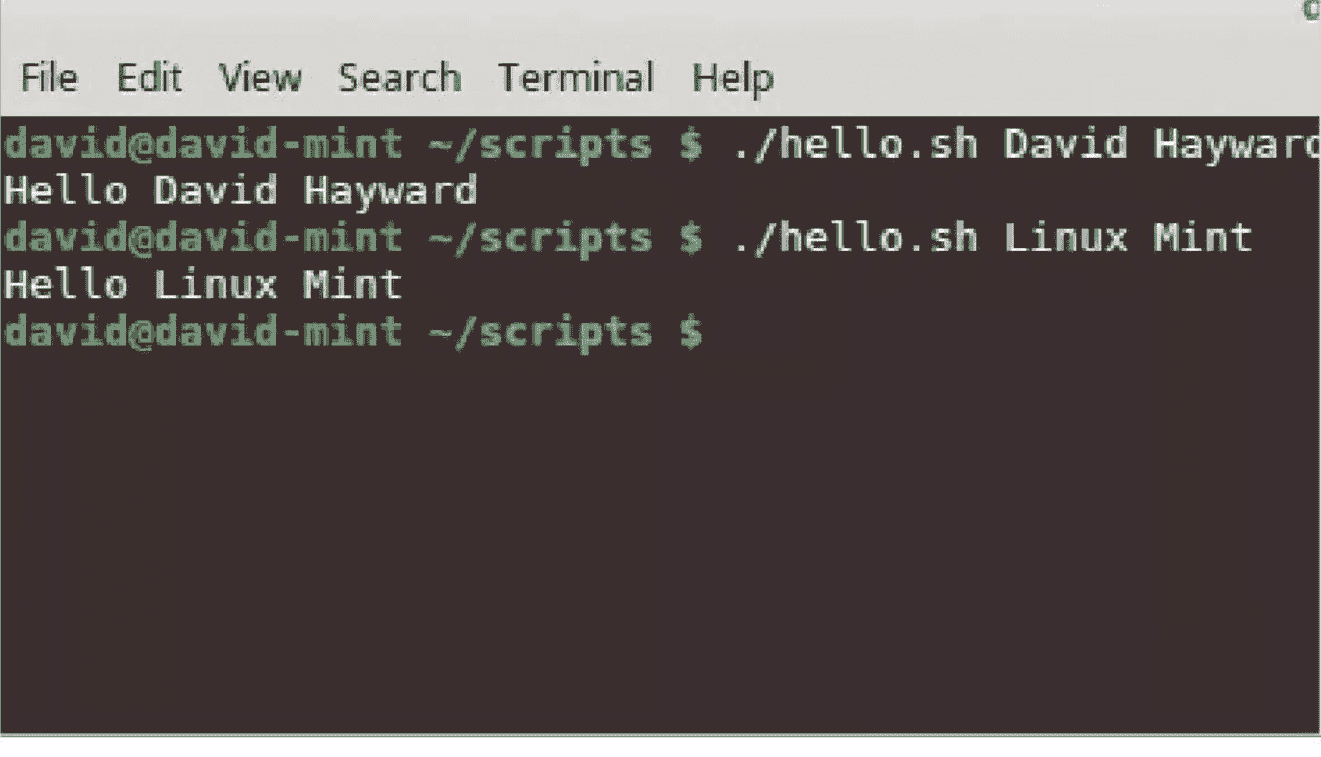 File Edit View Search Terminal Help
david@david-mint ~/scripts $ ./hello.sh David Hayward
Hello David Hayward
david@david-mint ~/scripts $ ./hello.sh Linux Mint
Hello Linux Mint
david@david-mint ~/scripts $